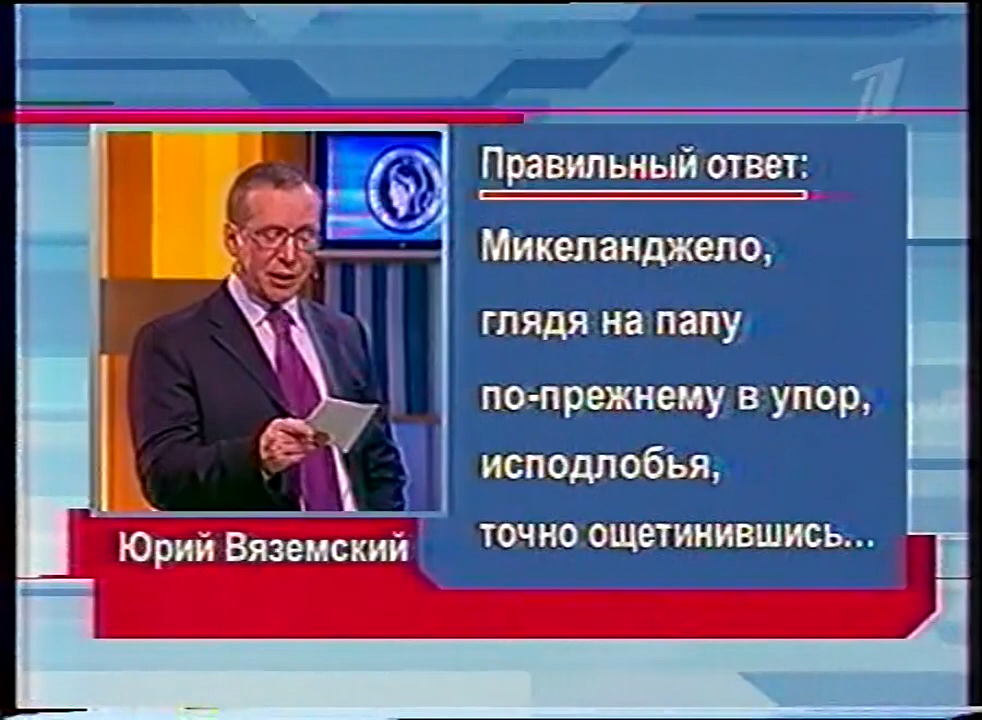 Правильный ответ:
Микеланджело,
глядя на папу
по-прежнему в упор,
исподлобья,
точно ощетинившись...
Юрий Вяземский